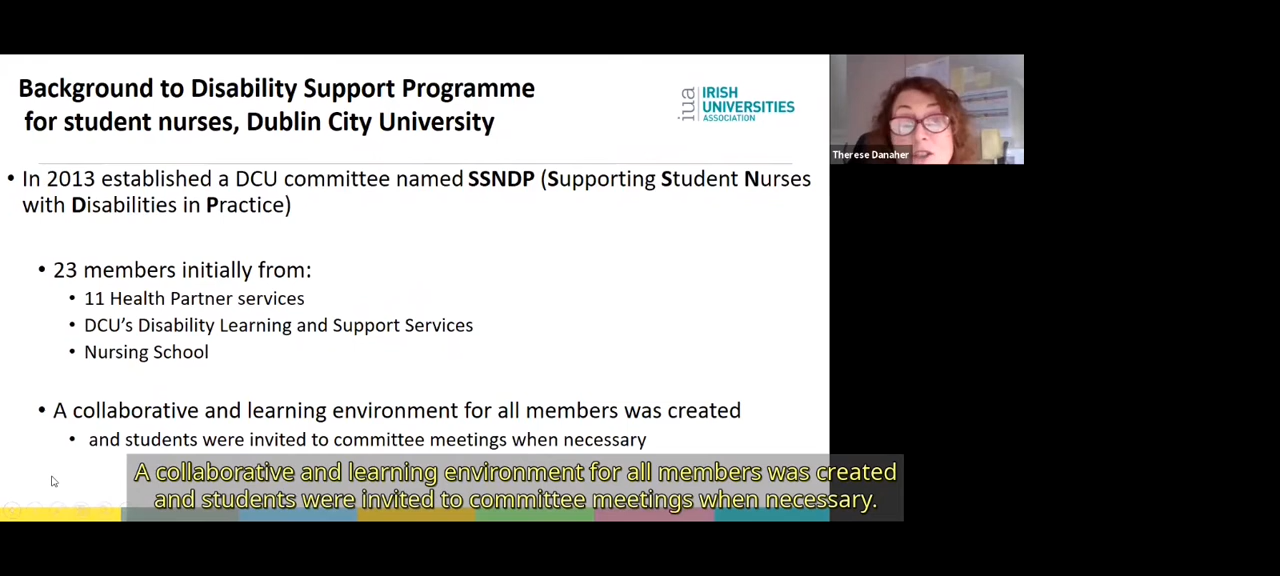 Background to Disability Support Programme
for student nurses, Dublin City University
iua
IRISH
UNIVERSITIES
ASSOCIATION
Therese Danaher
• In 2013 established a DCU committee named SSNDP (Supporting Student Nurses
with Disabilities in Practice)
• 23 members initially from:
• 11 Health Partner services
• DCU’s Disability Learning and Support Services
• Nursing School
• A collaborative and learning environment for all members was created
• and students were invited to committee meetings when necessary
A collaborative and learning environment for all members was created
and students were invited to committee meetings when necessary.